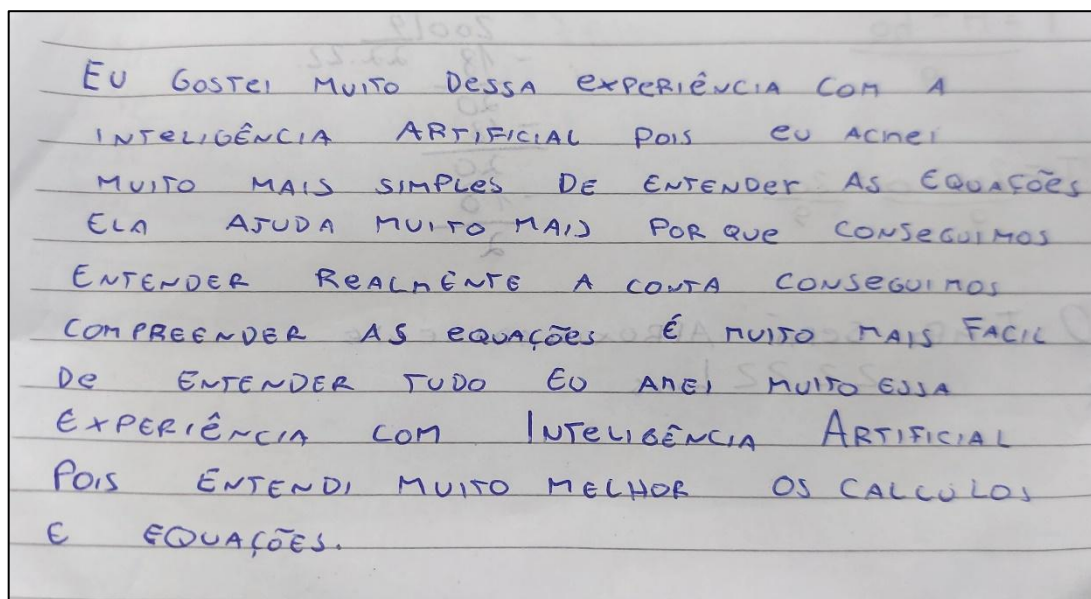 EU GOSTEI MUITO DESSA EXPERIÊNCIA COM A
INTELIGÊNCIA ARTIFICIAL POIS EU ACHEI
MUITO MAIS SIMPLES DE ENTENDER AS EQUAÇÕES
ELA AJUDA MUITO MAIS POR QUE CONSEGUIMOS
ENTENDER REALMÊNTE A CONTA CONSEGUIMOS
COMPREENDER AS EQUAÇÕES É MUITO MAIS FACIL
DE ENTENDER TUDO EU AMEI MUITO ESSA
EXPERIÊNCIA COM INTELIGÊNCIA ARTIFICIAL
POIS ENTENDI MUITO MELHOR OS CALCULOS
E EQUAÇÕES.